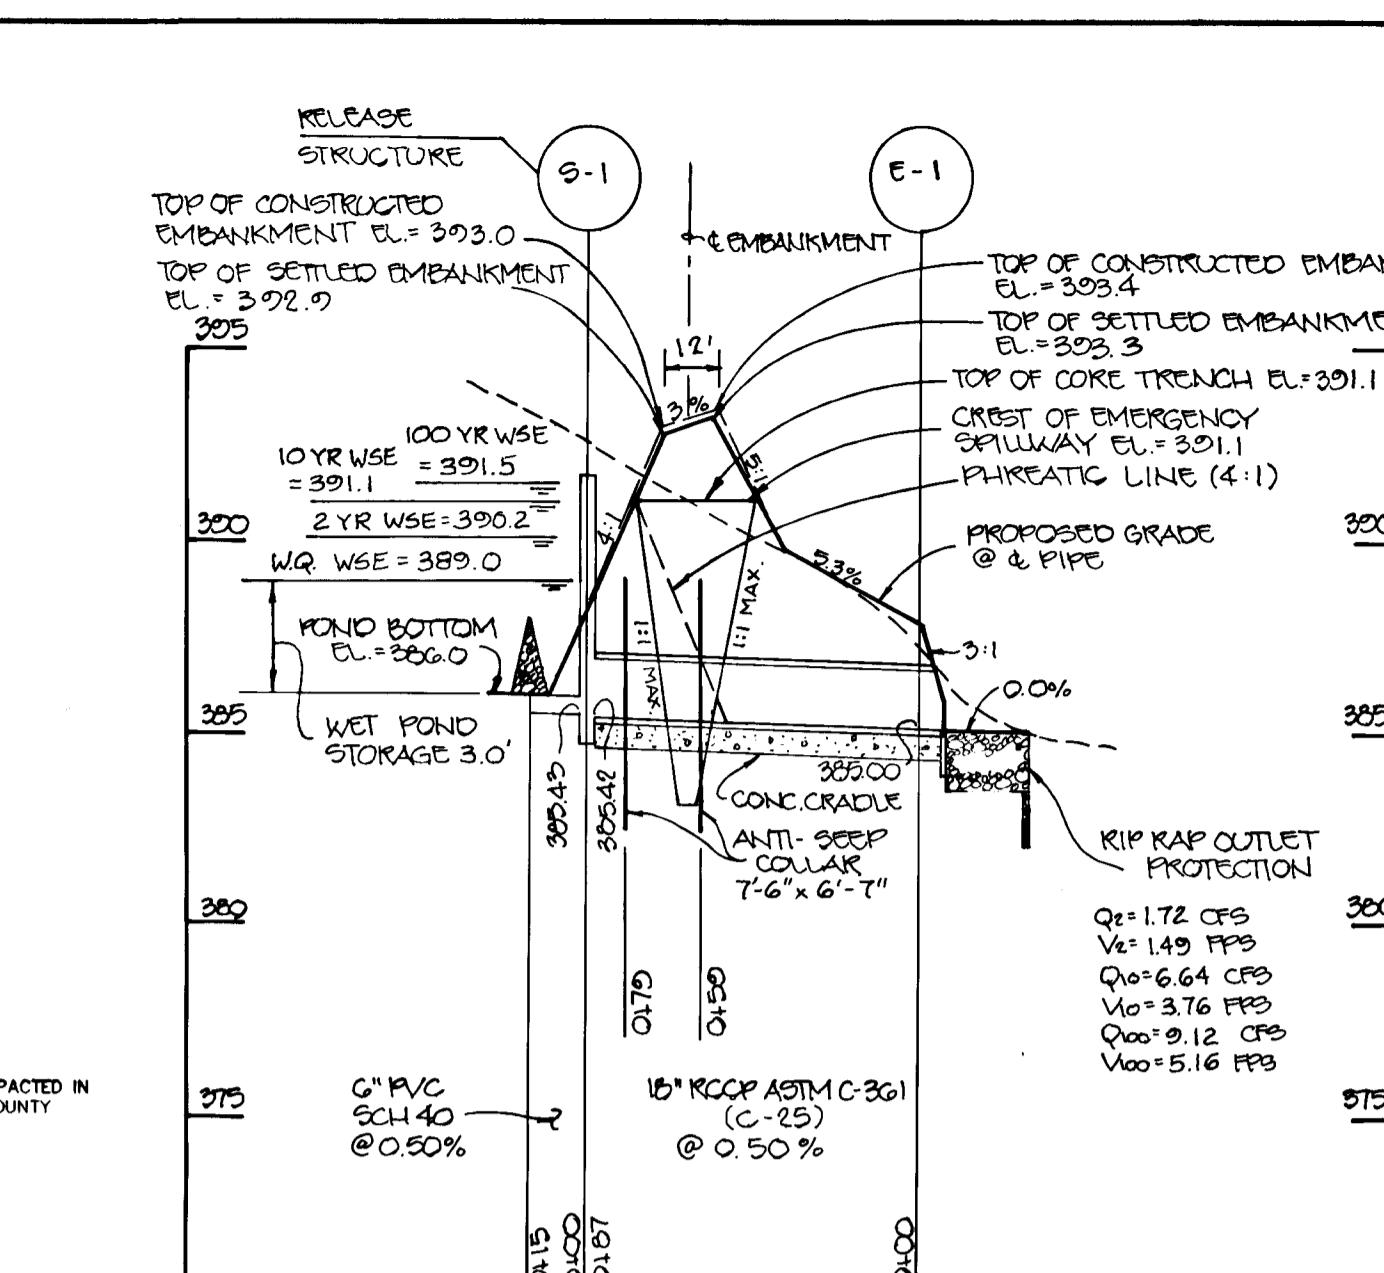 RELEASE
STRUCTURE
S-1
E-1
TOP OF CONSTRUCTED
EMBANKMENT EL.= 393.0
TOP OF SETTLED EMBANKMENT
EL.= 392.9
℄ EMBANKMENT
TOP OF CONSTRUCTED EMBAN
EL.= 393.4
TOP OF SETTLED EMBANKME
EL.= 393.3
TOP OF CORE TRENCH EL.= 391.1
CREST OF EMERGENCY
SPILLWAY EL.= 391.1
PHREATIC LINE (4:1)
PROPOSED GRADE
@ ℄ PIPE
395
12'
3%
5:1
100 YR WSE
= 391.5
10 YR WSE
= 391.1
2 YR WSE=390.2
W.Q. WSE = 389.0
390
390
4:1
5.3%
1:1 MAX.
1:1
MAX.
3:1
0.0%
POND BOTTOM
EL.=386.0
385
385
WET POND
STORAGE 3.0'
385.43
385.42
385.00
CONC. CRADLE
ANTI-SEEP
COLLAR
7'-6" x 6'-7"
RIP RAP OUTLET
PROTECTION
380
380
Q2=1.72 CFS
V2=1.49 FPS
Q10=6.64 CFS
V10=3.76 FPS
Q100=9.12 CFS
V100=5.16 FPS
0+79
0+59
PACTED IN
OUNTY
375
375
6" PVC
SCH 40
@ 0.50%
18" RCCP ASTM C-361
(C-25)
@ 0.50%
+15
+00
+87
+00